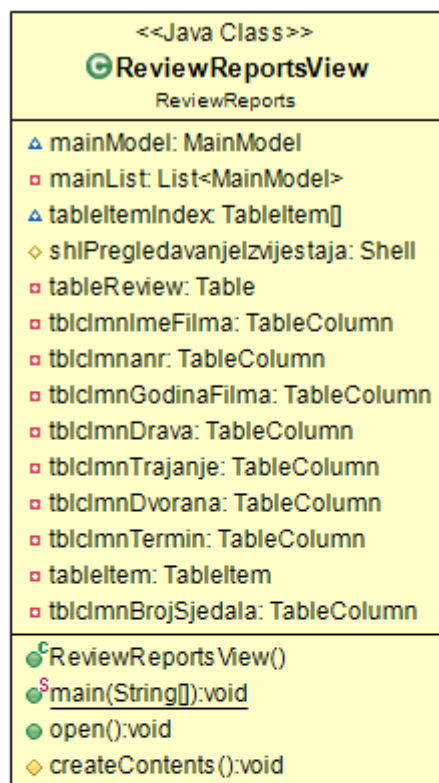 <<Java Class>>
ReviewReportsView
ReviewReports
mainModel: MainModel
mainList: List<MainModel>
tableItemIndex: TableItem[]
shlPregledavanjeIzvijestaja: Shell
tableReview: Table
tblclmnImeFilma: TableColumn
tblclmnanr: TableColumn
tblclmnGodinaFilma: TableColumn
tblclmnDrava: TableColumn
tblclmnTrajanje: TableColumn
tblclmnDvorana: TableColumn
tblclmnTermin: TableColumn
tableItem: TableItem
tblclmnBrojSjedala: TableColumn
ReviewReportsView()
main(String[]):void
open():void
createContents():void